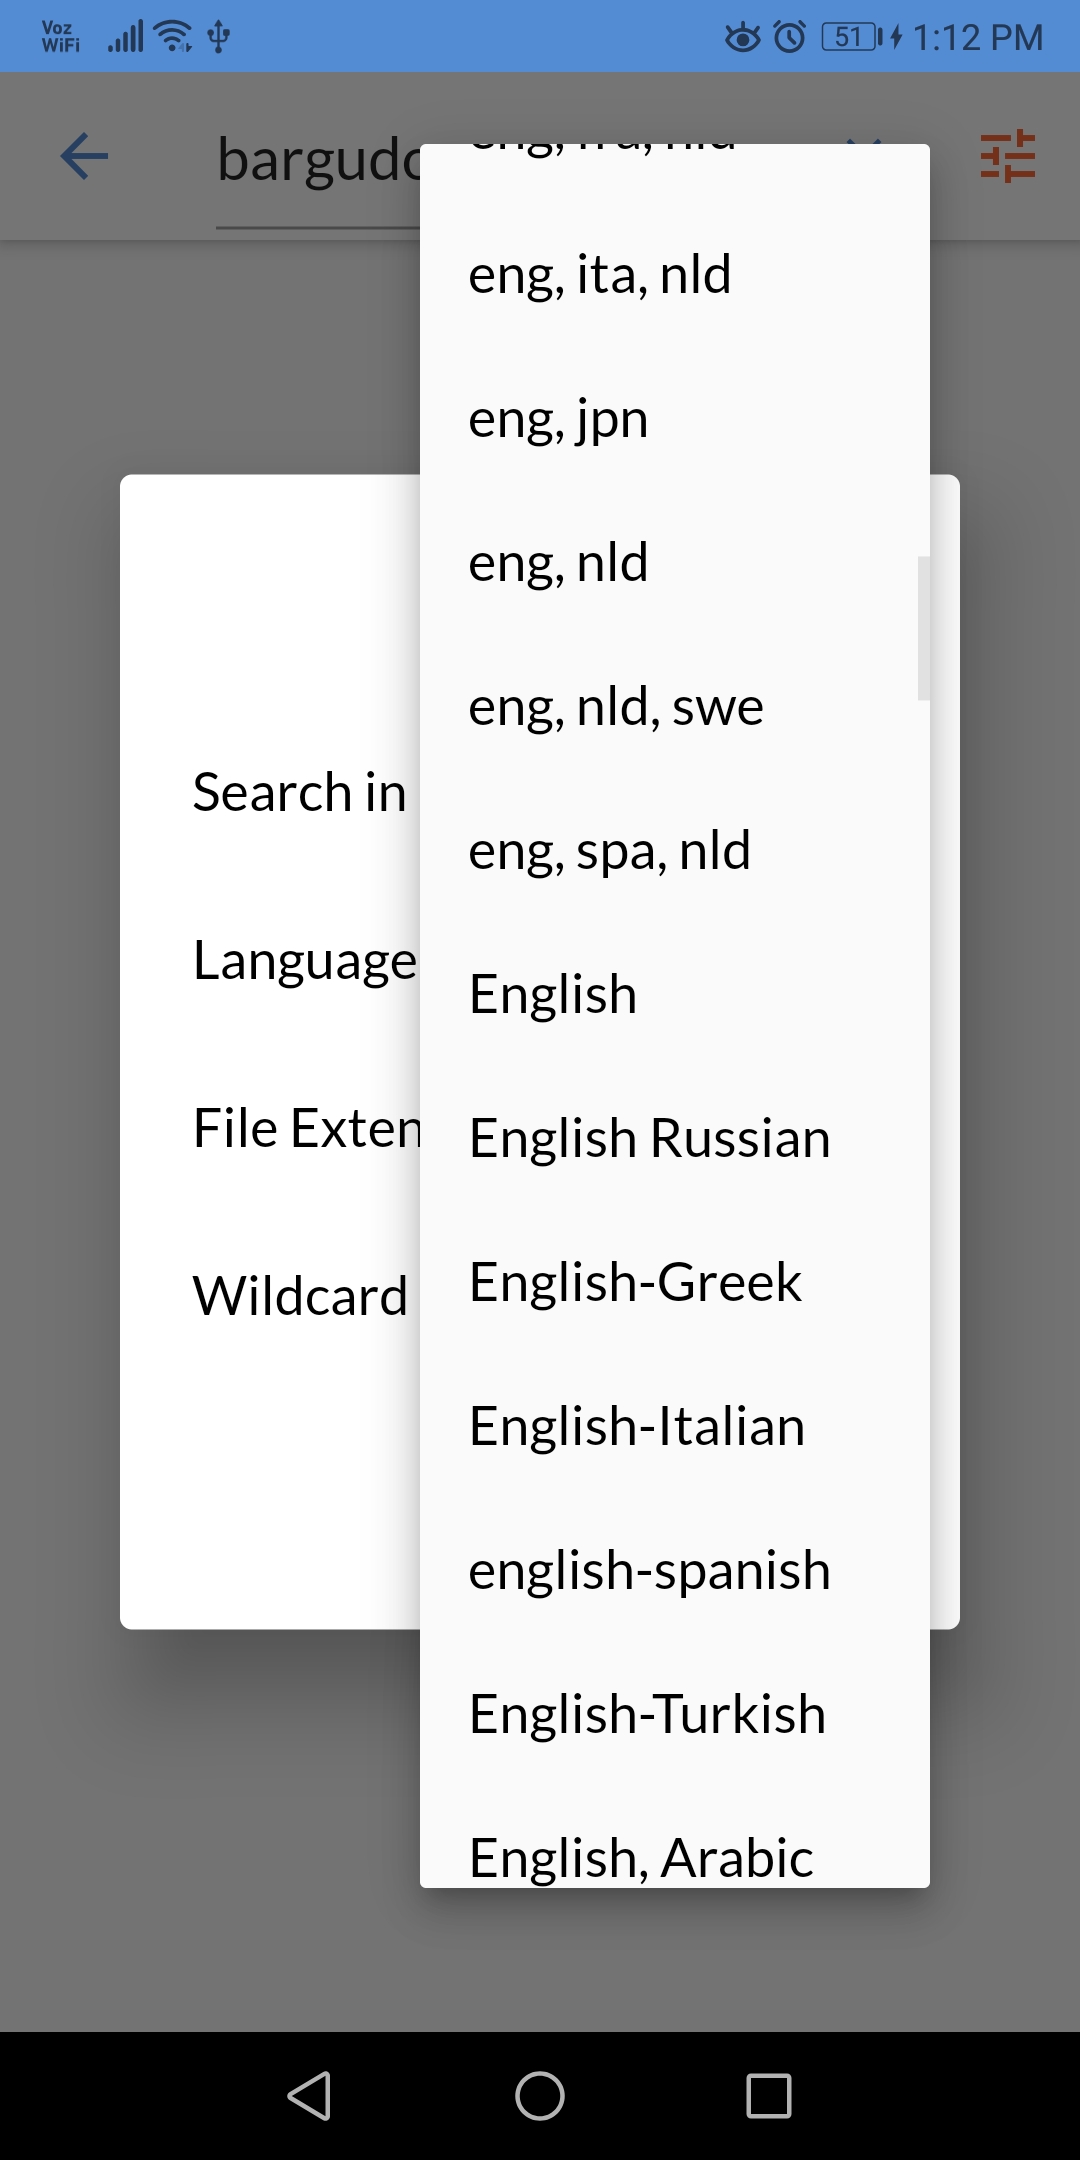 Voz
WiFi
51
1:12 PM
eng, ita, nld
eng, jpn
eng, nld
eng, nld, swe
Search in
eng, spa, nld
Language
English
File Exten
English Russian
Wildcard
English-Greek
English-Italian
english-spanish
English-Turkish
English, Arabic